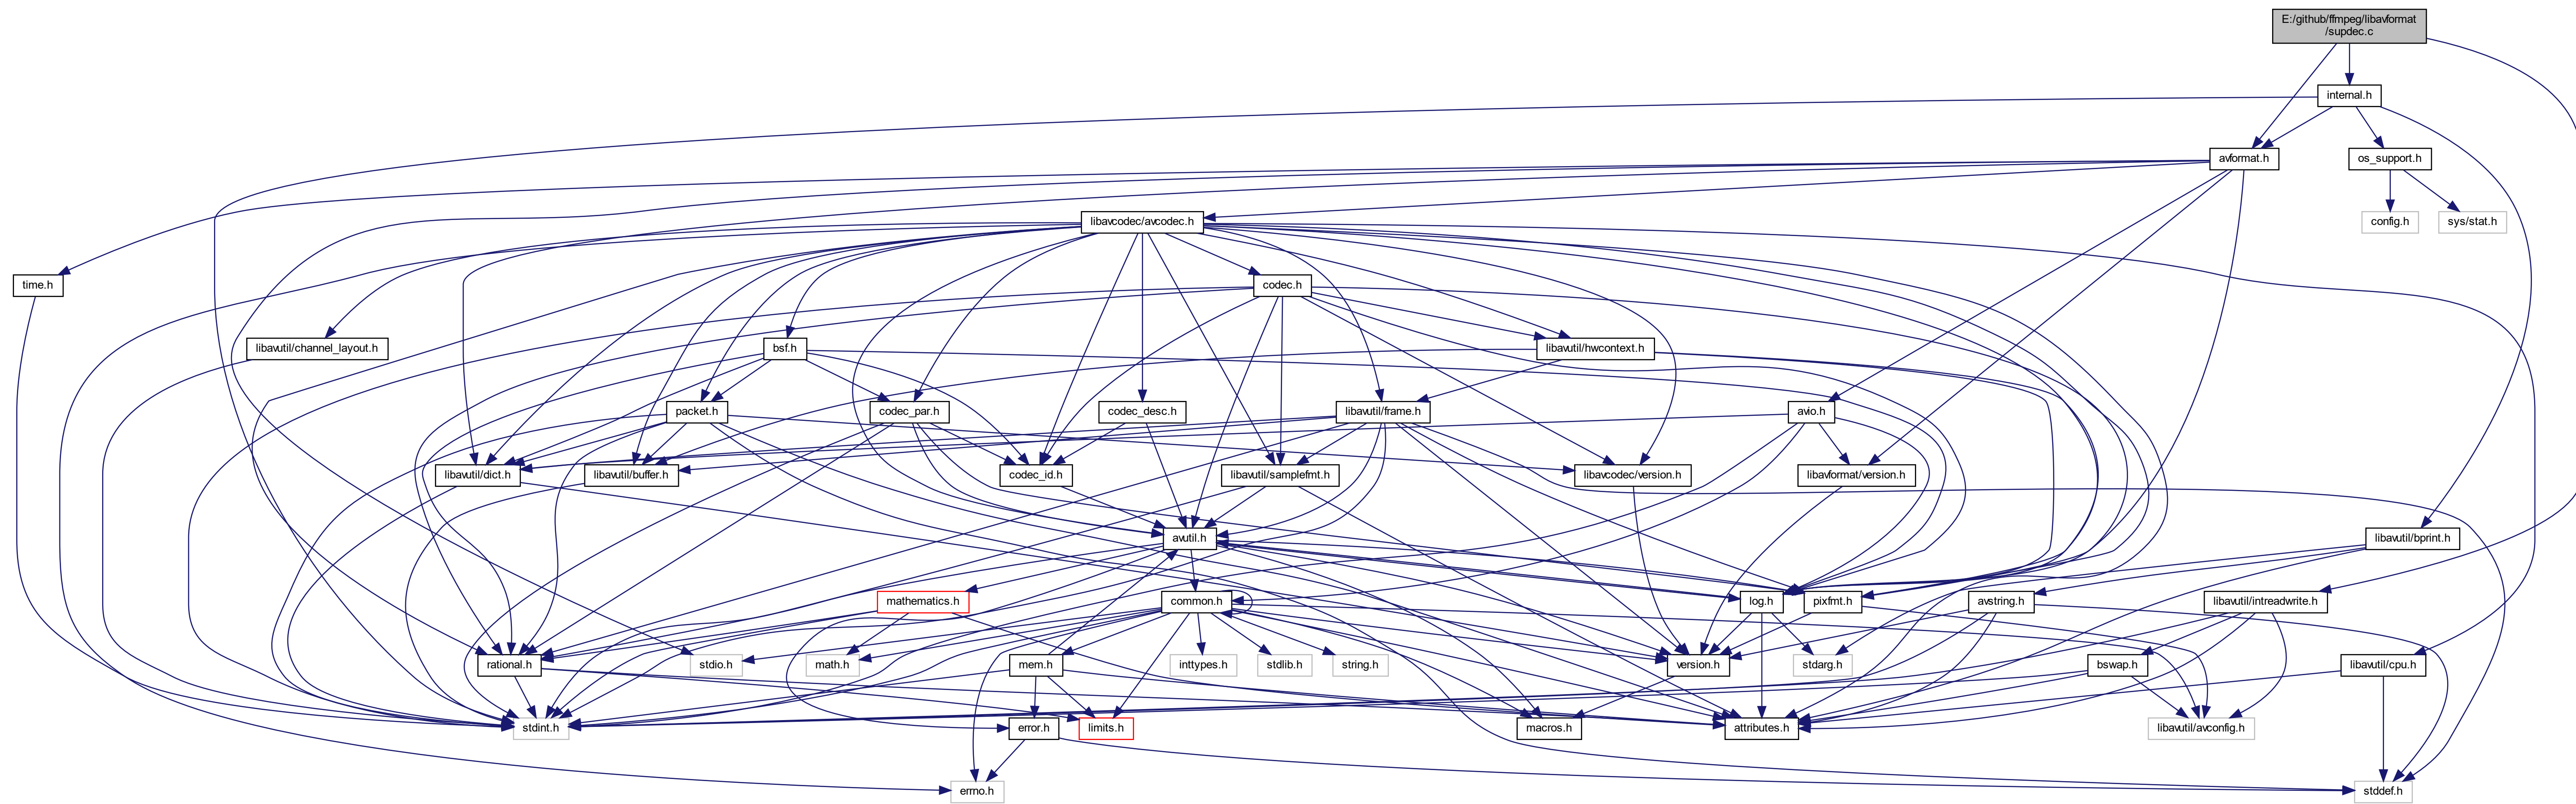 E:/github/ffmpeg/libavformat
/supdec.c
internal.h
avformat.h
os_support.h
libavcodec/avcodec.h
config.h
sys/stat.h
time.h
codec.h
libavutil/channel_layout.h
bsf.h
libavutil/hwcontext.h
packet.h
codec_par.h
codec_desc.h
libavutil/frame.h
avio.h
libavutil/dict.h
libavutil/buffer.h
codec_id.h
libavutil/samplefmt.h
libavcodec/version.h
libavformat/version.h
avutil.h
libavutil/bprint.h
mathematics.h
common.h
log.h
pixfmt.h
avstring.h
libavutil/intreadwrite.h
rational.h
stdio.h
math.h
mem.h
inttypes.h
stdlib.h
string.h
version.h
stdarg.h
bswap.h
libavutil/cpu.h
stdint.h
error.h
limits.h
macros.h
attributes.h
libavutil/avconfig.h
errno.h
stddef.h